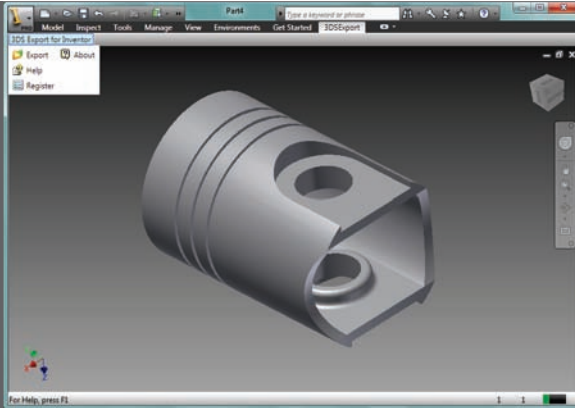 Part4
Type a keyword or phrase
Model Inspect Tools Manage View Environments Get Started 3DSExport
3DS Export for Inventor
Export About
Help
Register
For Help, press F1 1 1